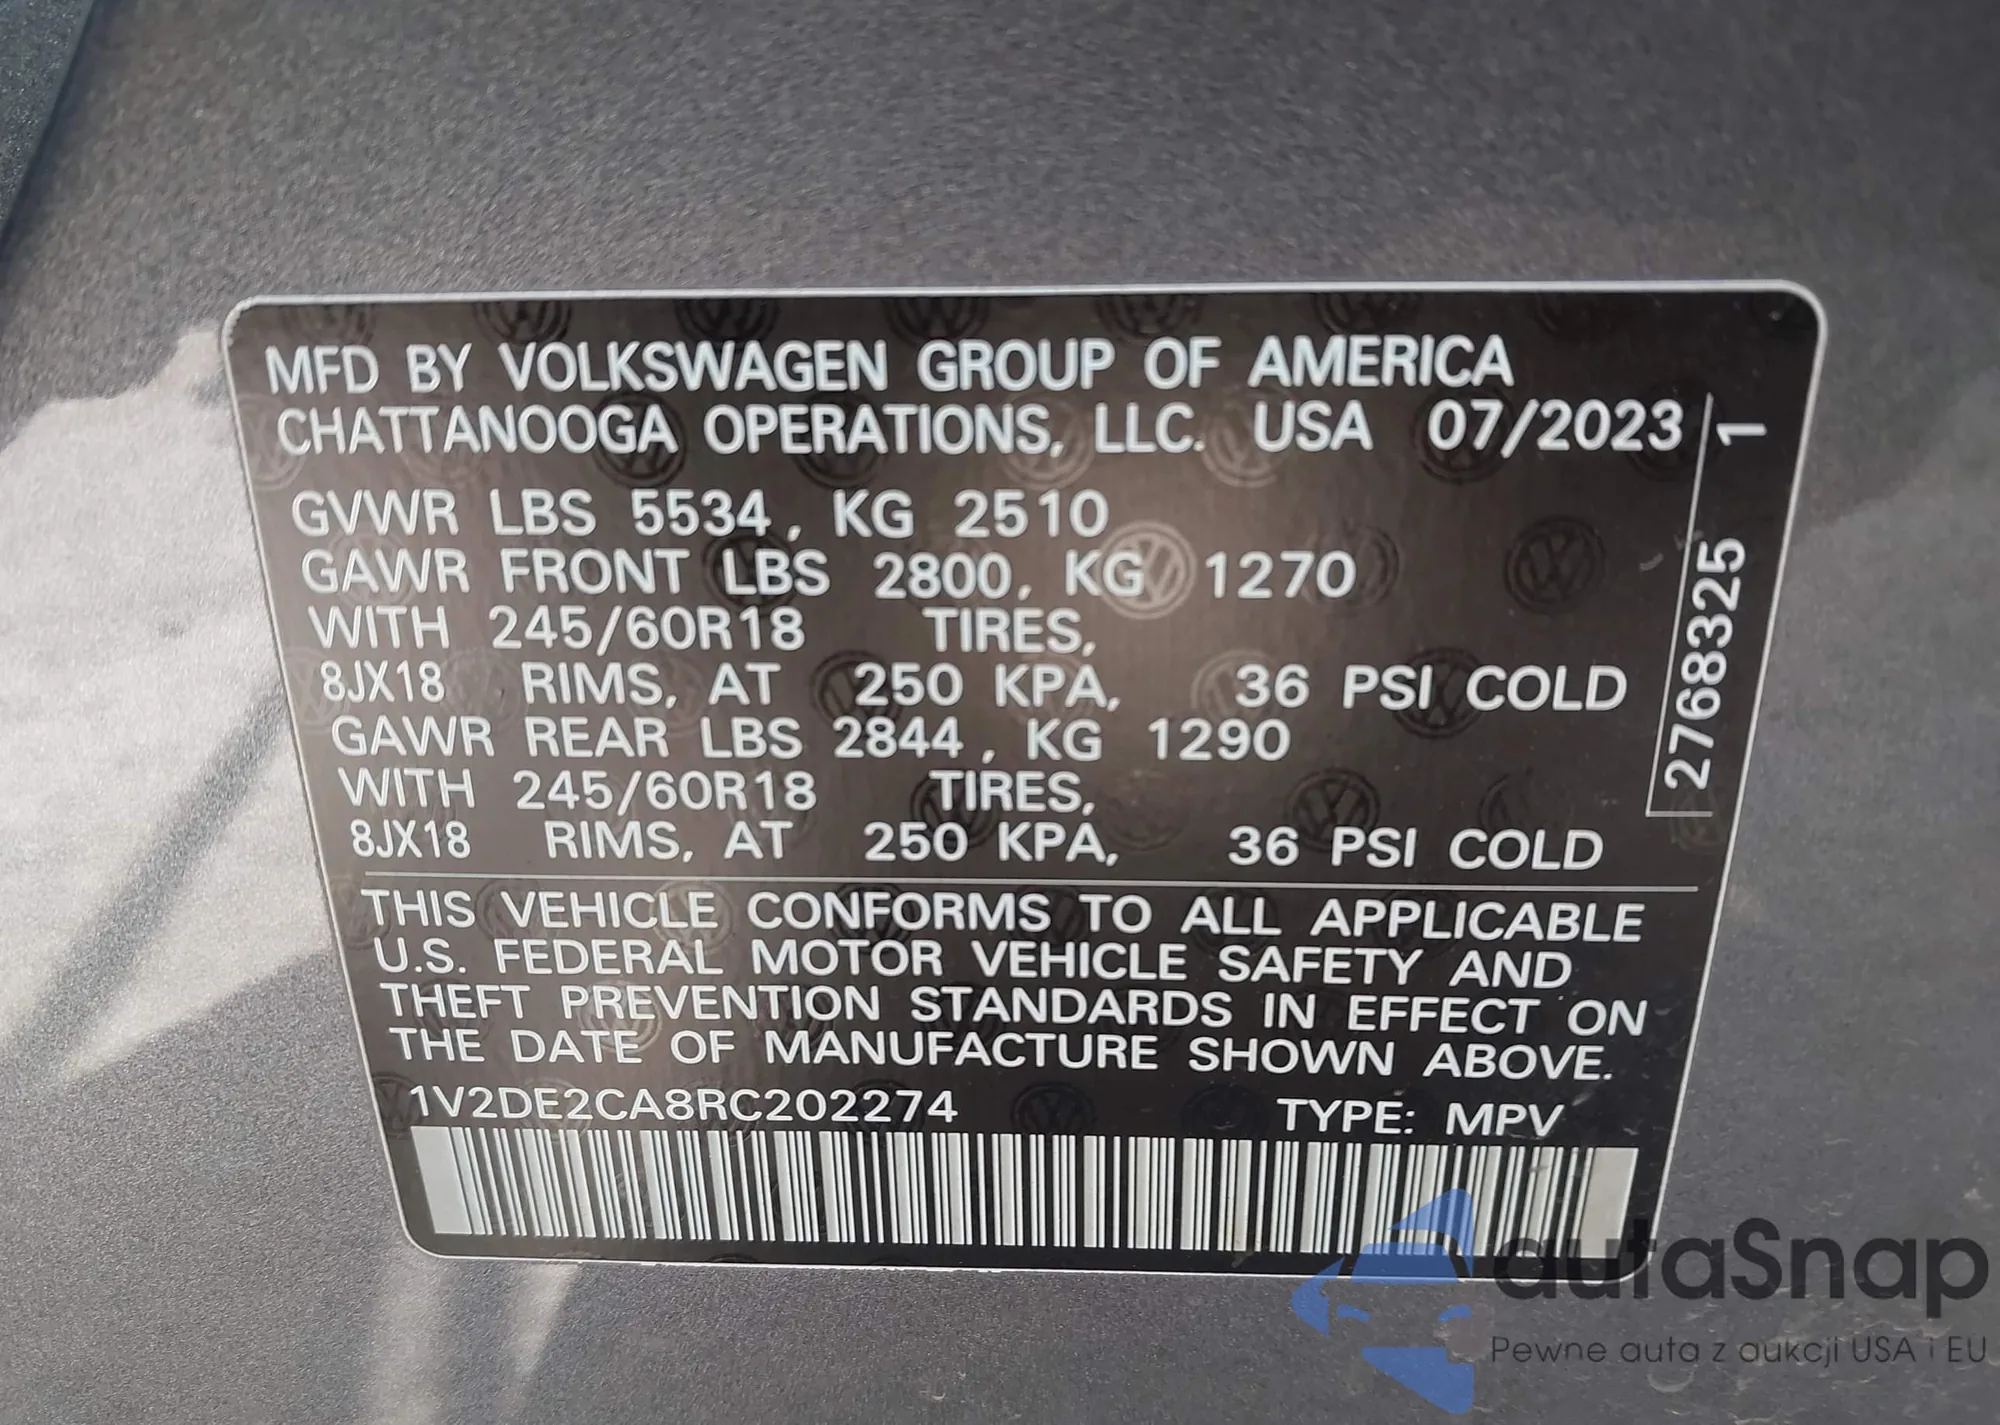 MFD BY VOLKSWAGEN GROUP OF AMERICA
CHATTANOOGA OPERATIONS, LLC. USA 07/2023
GVWR LBS 5534, KG 2510
GAWR FRONT LBS 2800, KG 1270
WITH 245/60R18 TIRES,
8JX18 RIMS, AT 250 KPA, 36 PSI COLD
GAWR REAR LBS 2844, KG 1290
WITH 245/60R18 TIRES,
8JX18 RIMS, AT 250 KPA, 36 PSI COLD
THIS VEHICLE CONFORMS TO ALL APPLICABLE
U.S. FEDERAL MOTOR VEHICLE SAFETY AND
THEFT PREVENTION STANDARDS IN EFFECT ON
THE DATE OF MANUFACTURE SHOWN ABOVE.
1V2DE2CA8RC202274 TYPE: MPV
2768325 1
autaSnap
Pewne auta z aukcji USA i EU